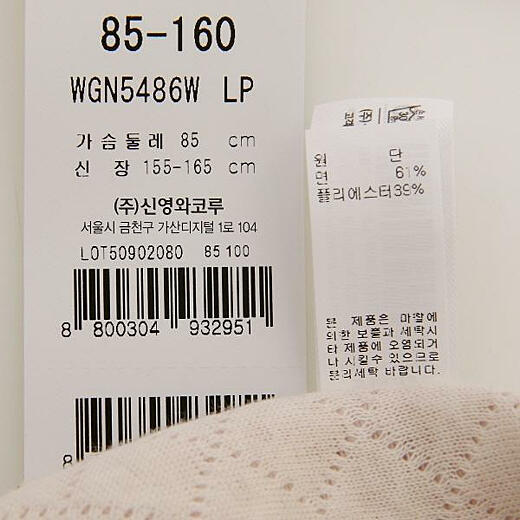 85-160
WGN5486W LP
가슴둘레 85 cm
신 장 155-165 cm
(주)신영와코루
서울시 금천구 가산디지털 1로 104
LOT50902080 85 100
8 800304 932951
8
원 단
면 61%
폴리에스터39%
본 제품은 마찰에
의한 보풀과 세탁시
타 제품에 오염되거
나 시킬수 있으므로
분리세탁 바랍니다.